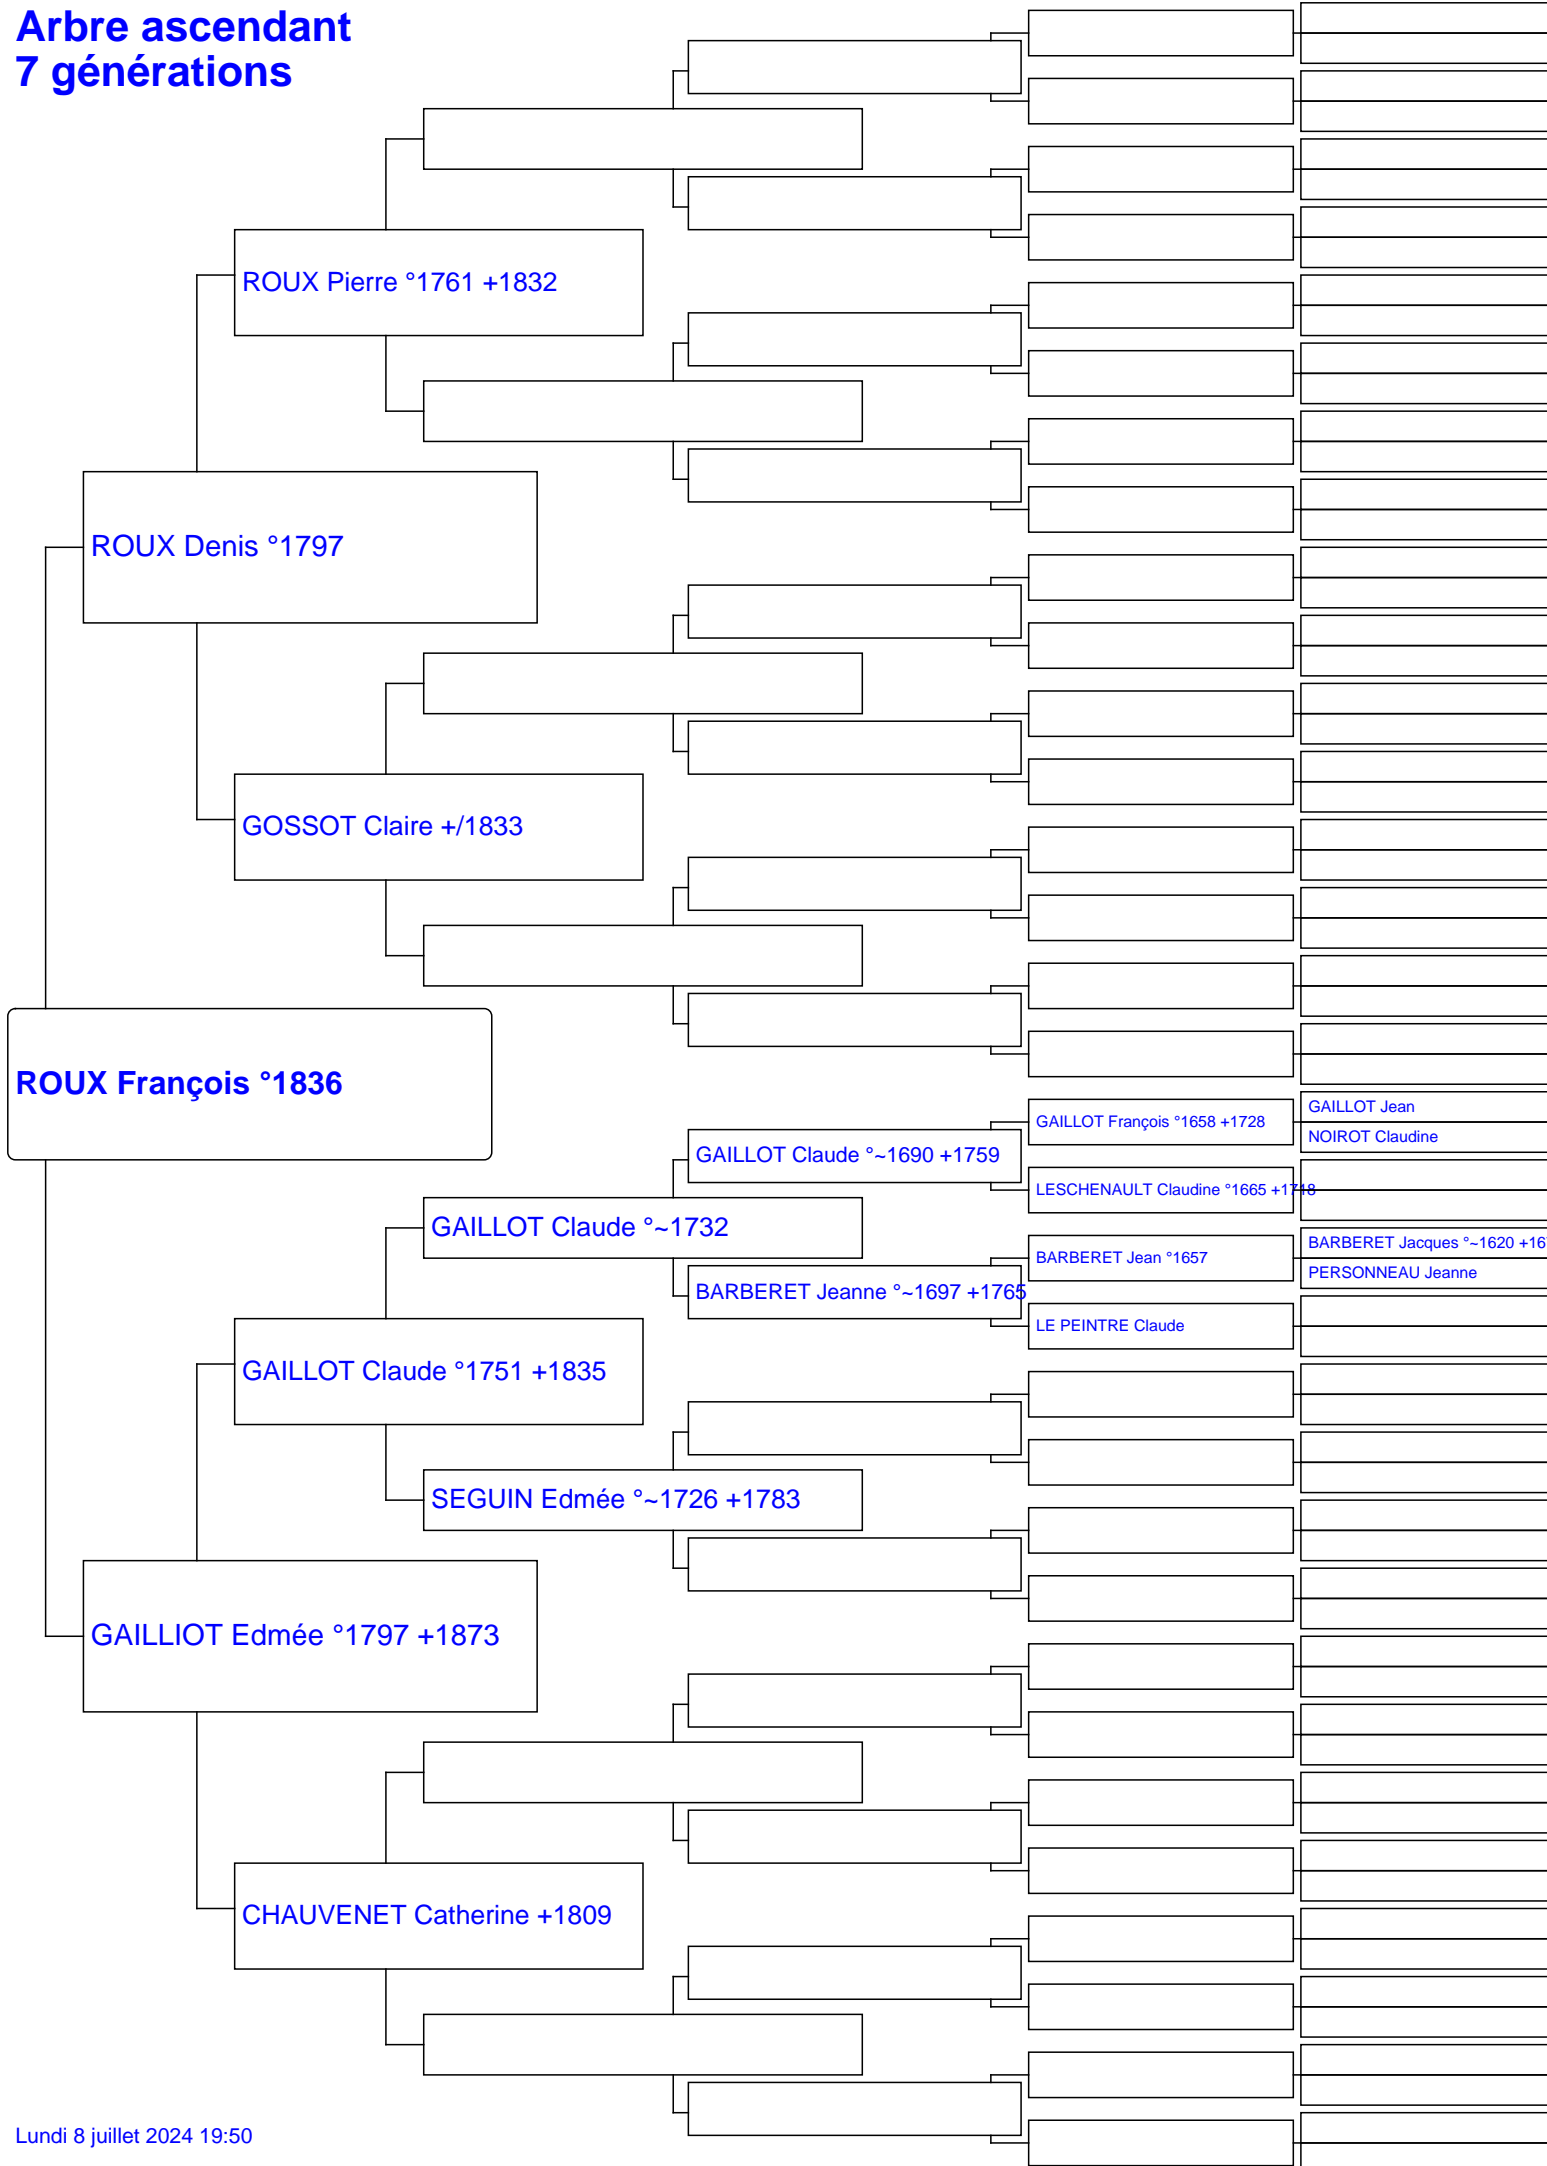 Arbre ascendant
7 générations
ROUX Pierre °1761 +1832
ROUX Denis °1797
GOSSOT Claire +/1833
ROUX François °1836
GAILLOT Jean
GAILLOT François °1658 +1728
NOIROT Claudine
GAILLOT Claude °~1690 +1759
LESCHENAULT Claudine °1665 +1718
GAILLOT Claude °~1732
BARBERET Jacques °~1620 +16
BARBERET Jean °1657
PERSONNEAU Jeanne
BARBERET Jeanne °~1697 +1765
LE PEINTRE Claude
GAILLOT Claude °1751 +1835
SEGUIN Edmée °~1726 +1783
GAILLIOT Edmée °1797 +1873
CHAUVENET Catherine +1809
Lundi 8 juillet 2024 19:50